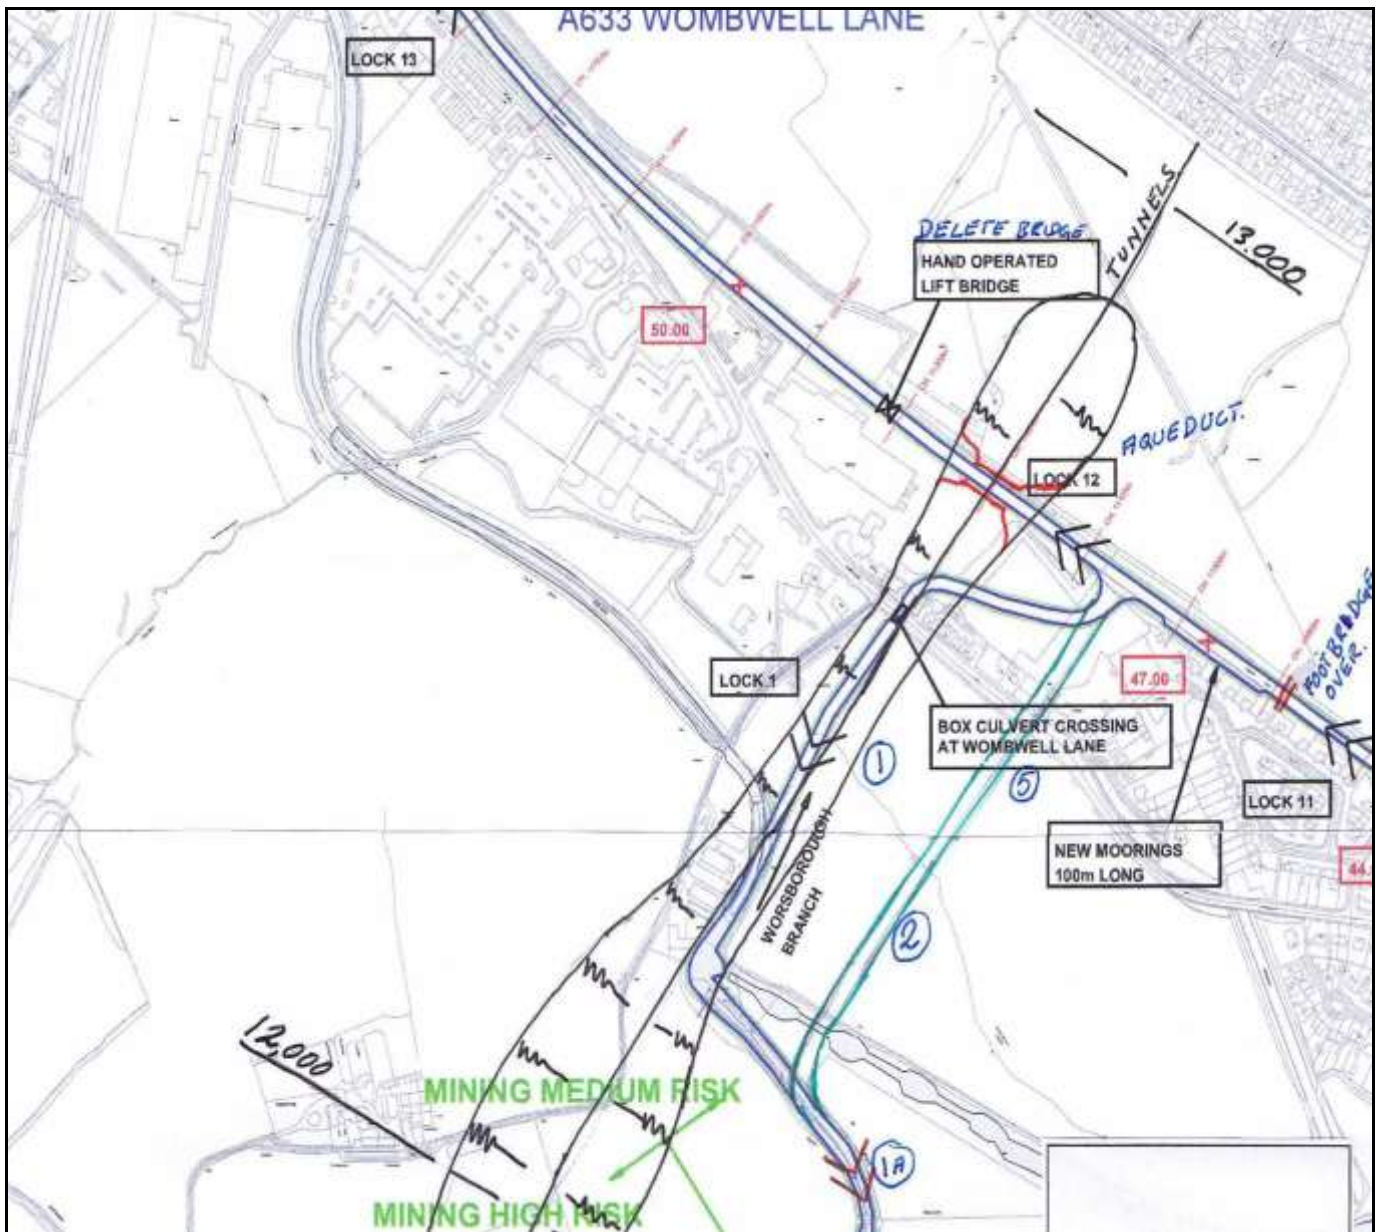 A633 WOMBWELL LANE
LOCK 13
TUNNELS
13.000
DELETE BRIDGE
HAND OPERATED
LIFT BRIDGE
50.00
AQUEDUCT.
LOCK 12
FOOTBRIDGE
OVER.
LOCK 1
47.00
BOX CULVERT CROSSING
AT WOMBWELL LANE
1
5
LOCK 11
NEW MOORINGS
100m LONG
44.
WORSBOROUGH
BRANCH
2
12,000
MINING MEDIUM RISK
1A
MINING HIGH RISK